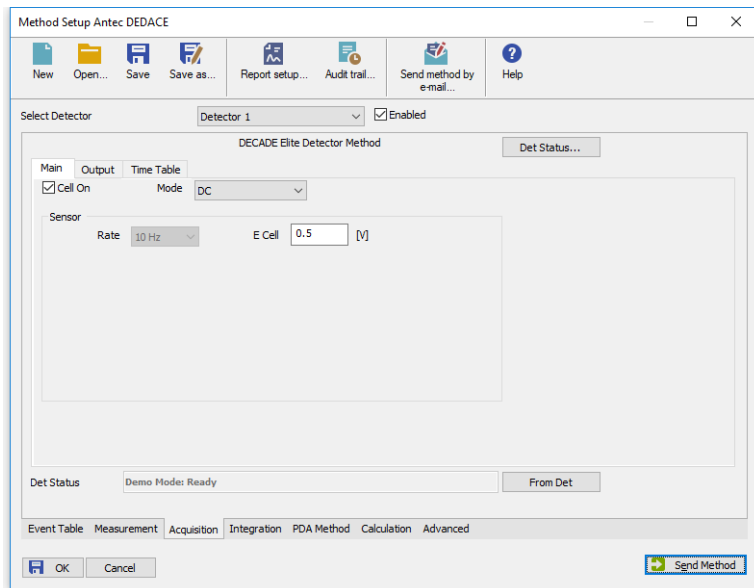 Method Setup Antec DEDACE
New Open... Save Save as... Report setup... Audit trail... Send method by e-mail... Help
Select Detector Detector 1 Enabled
DECADE Elite Detector Method Det Status...
Main Output Time Table
Cell On Mode DC
Sensor
Rate 10 Hz E Cell 0.5 [V]
Det Status Demo Mode: Ready From Det
Event Table Measurement Acquisition Integration PDA Method Calculation Advanced
OK Cancel Send Method